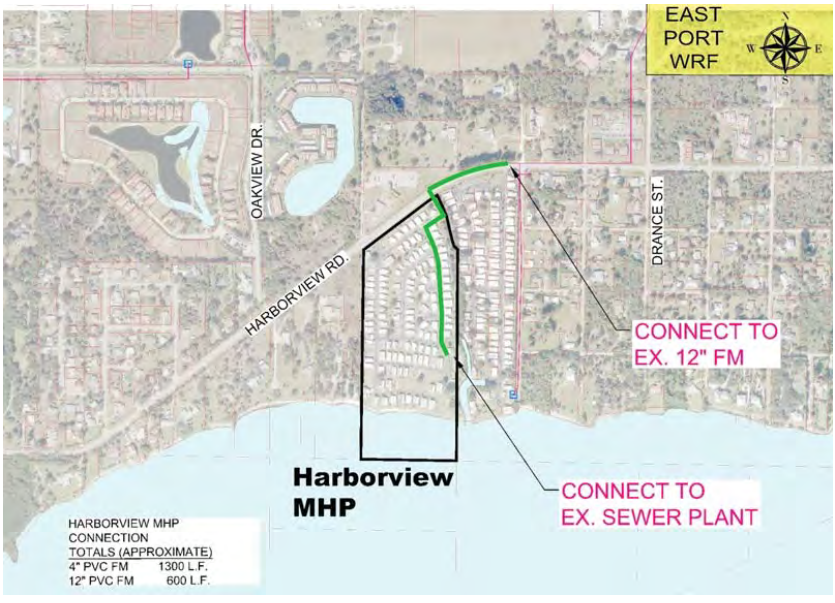 EAST
PORT
WRF
N
W E
S
OAKVIEW DR.
HARBORVIEW RD.
DRANCE ST.
CONNECT TO
EX. 12" FM
Harborview
MHP
CONNECT TO
EX. SEWER PLANT
HARBORVIEW MHP
CONNECTION
TOTALS (APPROXIMATE)
4" PVC FM 1300 L.F.
12" PVC FM 600 L.F.